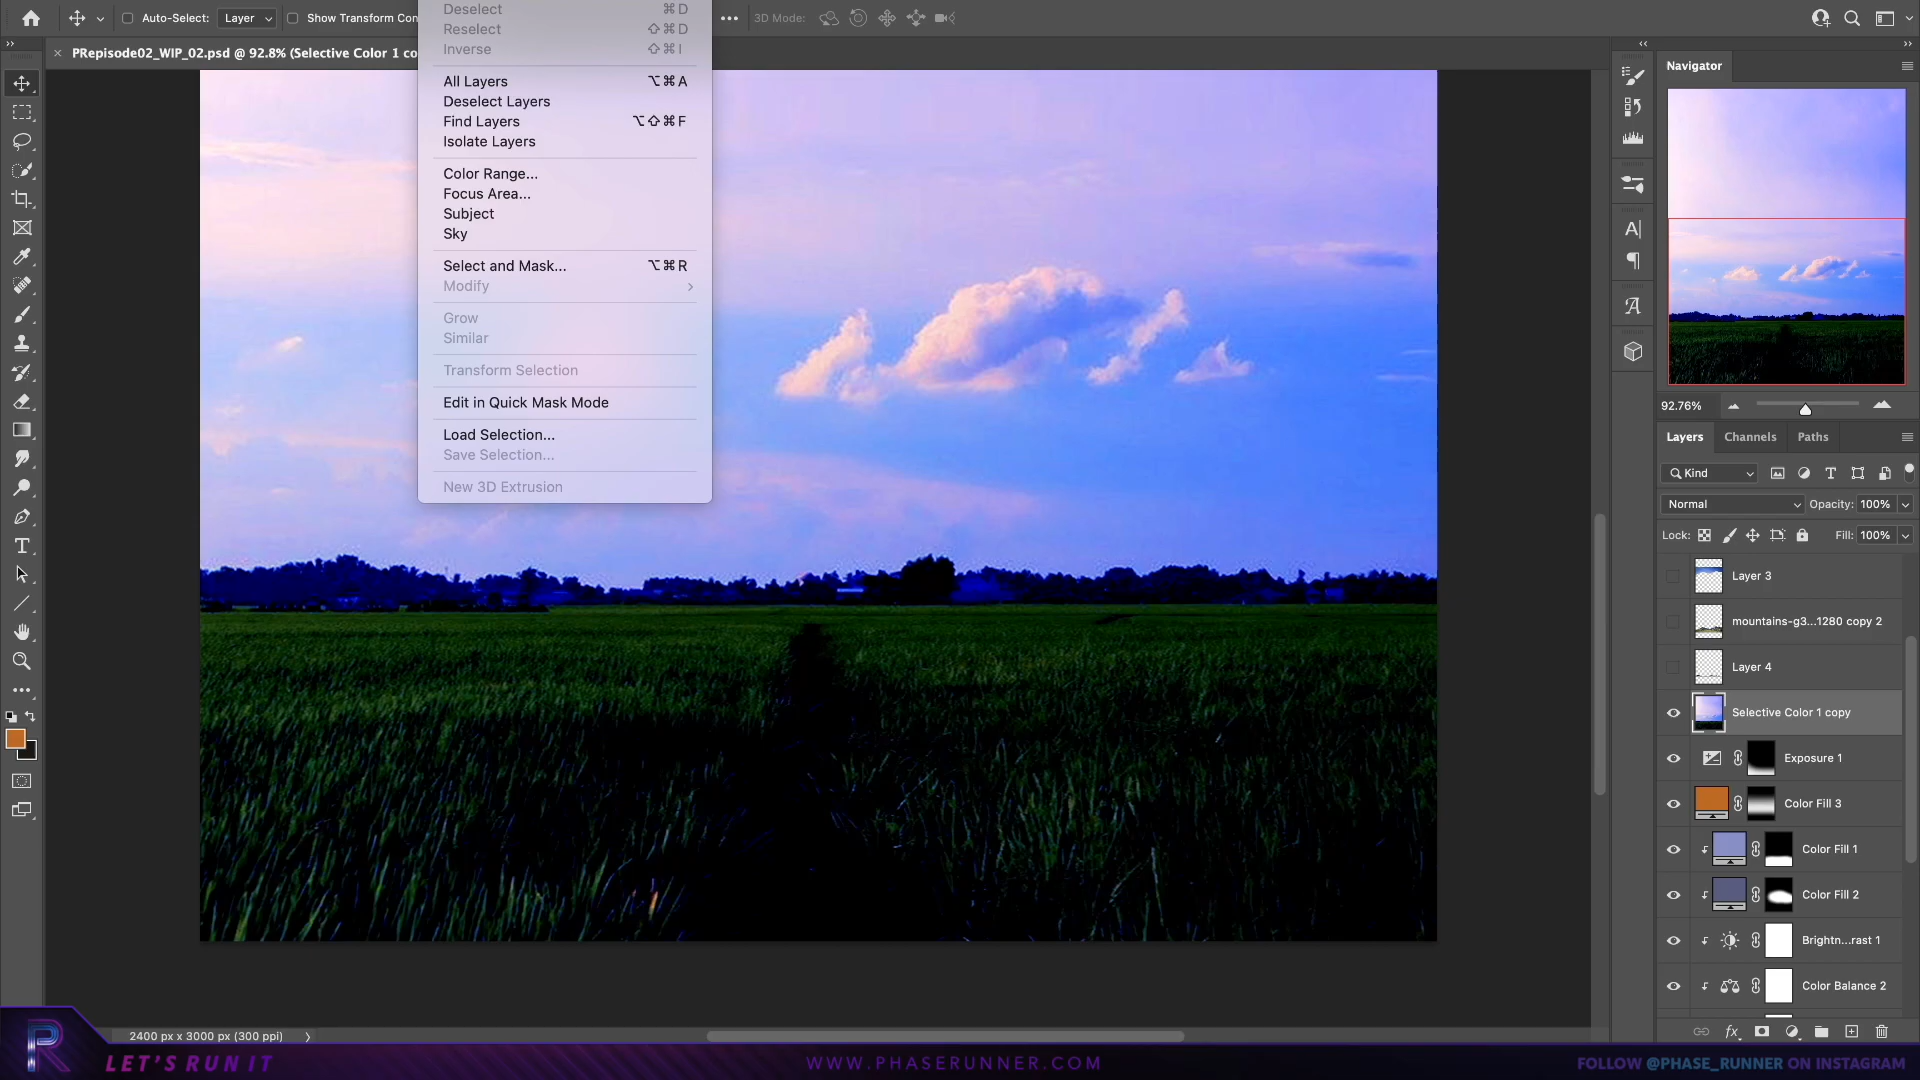 Auto-Select:
Layer
Show Transform Con
3D Mode:
PRepisode02_WIP_02.psd @ 92.8% (Selective Color 1 co
Deselect ⌘D
Reselect ⇧⌘D
Inverse ⇧⌘I
All Layers ⌥⌘A
Deselect Layers
Find Layers ⌥⇧⌘F
Isolate Layers
Color Range...
Focus Area...
Subject
Sky
Select and Mask... ⌥⌘R
Modify
Grow
Similar
Transform Selection
Edit in Quick Mask Mode
Load Selection...
Save Selection...
New 3D Extrusion
Navigator
92.76%
Layers Channels Paths
Kind
Normal Opacity: 100%
Lock: Fill: 100%
Layer 3
mountains-g3...1280 copy 2
Layer 4
Selective Color 1 copy
Exposure 1
Color Fill 3
Color Fill 1
Color Fill 2
Brightn...rast 1
Color Balance 2
fx
2400 px x 3000 px (300 ppi)
R
LET'S RUN IT
WWW.PHASERUNNER.COM
FOLLOW @PHASE_RUNNER ON INSTAGRAM